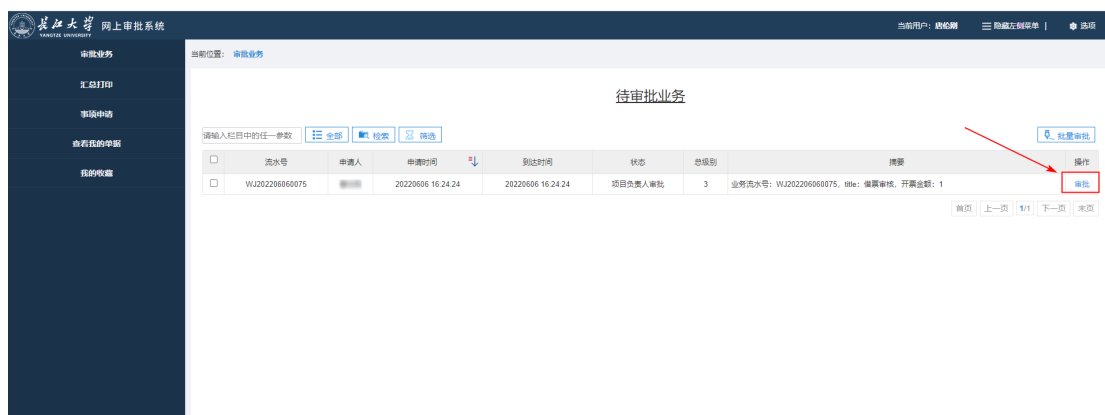 长江大学 网上审批系统
YANGTZE UNIVERSITY
当前用户：唐伦刚 隐藏左侧菜单 | 选项
审批业务
汇总打印
事项申请
查看我的单据
我的收藏
当前位置： 审批业务
待审批业务
请输入栏目中的任一参数 全部 检索 筛选 批量审批
流水号 申请人 申请时间 到达时间 状态 总级别 摘要 操作
WJ202206060075 20220606 16:24:24 20220606 16:24:24 项目负责人审批 3 业务流水号：WJ202206060075，title：借票审核，开票金额：1 审批
首页 上一页 1/1 下一页 末页